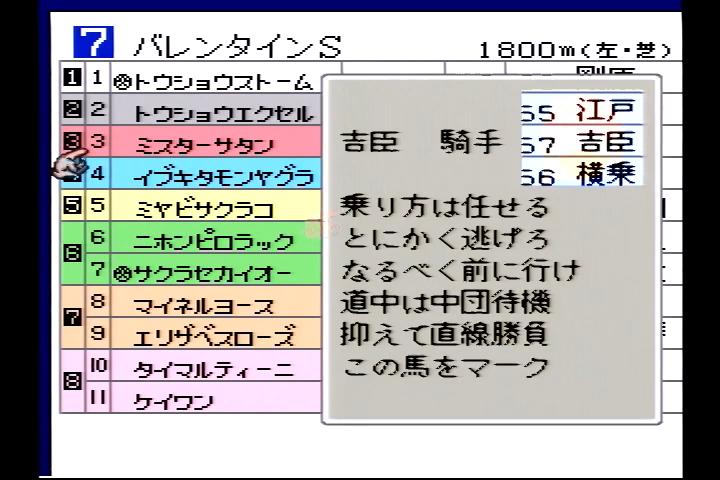 7 バレンタインS 1800m(左・芝)
1 1 ◎トウショウストーム
2 2 トウショウエクセル 55 江戸
3 ミスターサタン 57 吉臣
4 イブキタモンヤグラ 56 横乗
5 5 ミヤビサクラコ
6 6 ニホンピロラック
7 ◎サクラセカイオー
7 8 マイネルヨース
9 エリザベスローズ
8 10 タイマルティーニ
11 ケイワン
吉臣 騎手
乗り方は任せる
とにかく逃げろ
なるべく前に行け
道中は中団待機
抑えて直線勝負
この馬をマーク